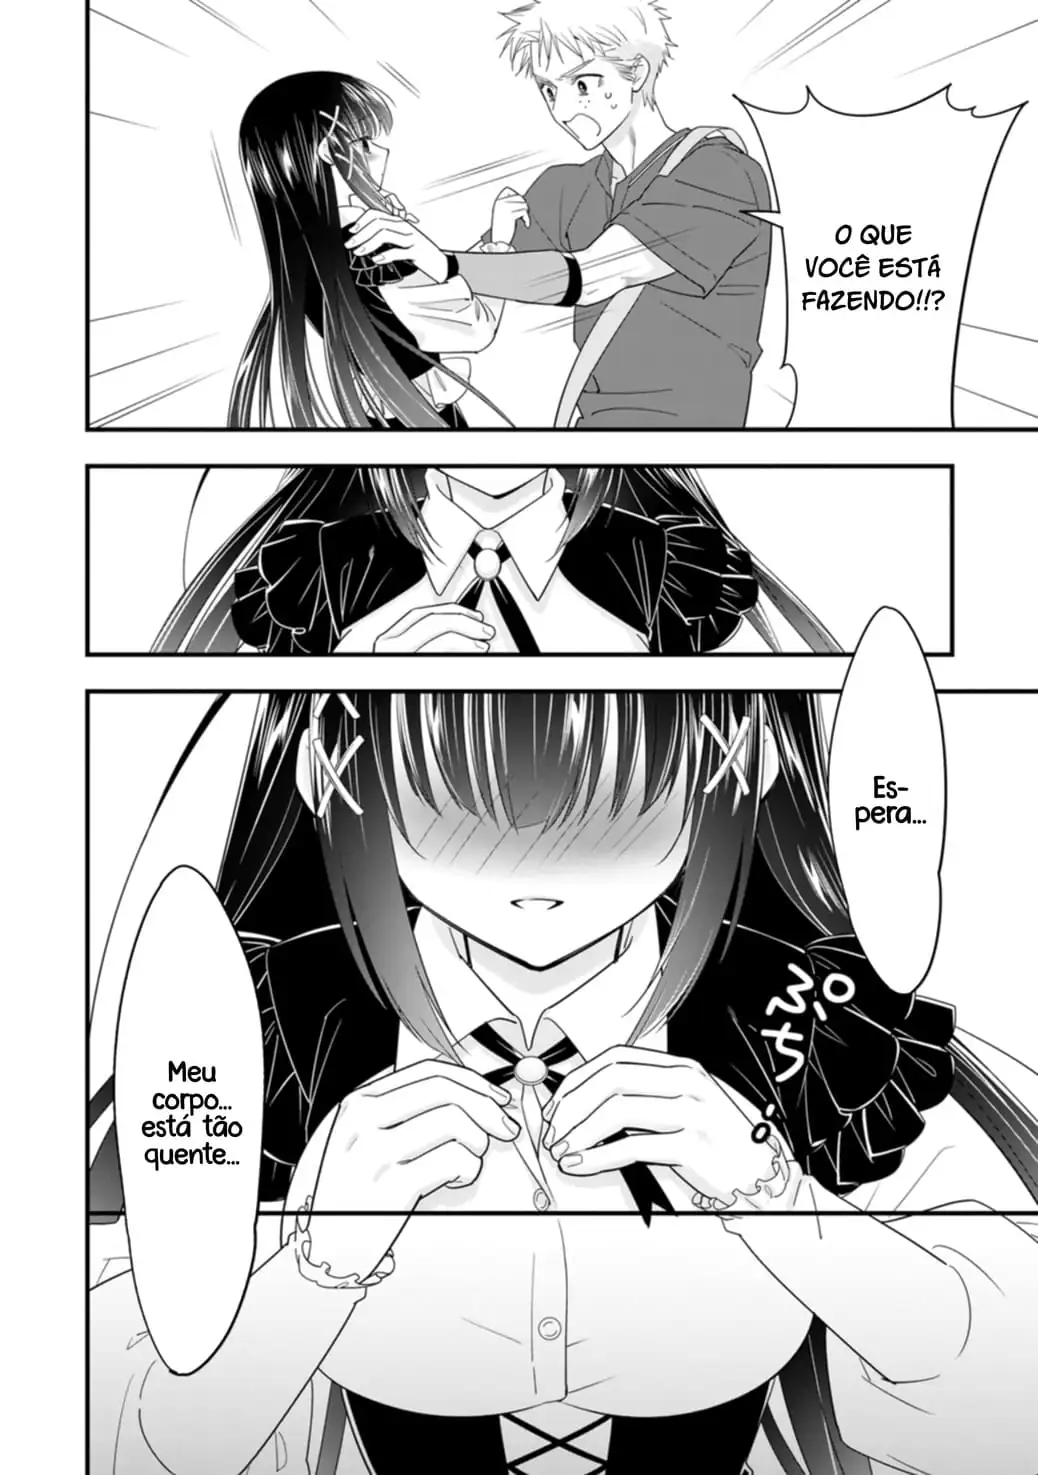 O QUE
VOCÊ ESTÁ
FAZENDO!!?
Es-
pera...
Meu
corpo...
está tão
quente...